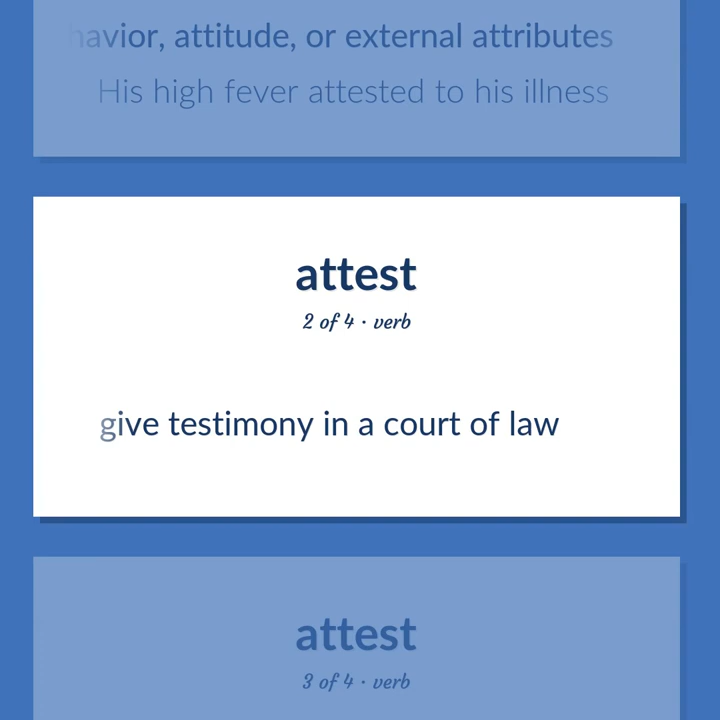 havior, attitude, or external attributes
His high fever attested to his illness
attest
2 of 4 · verb
give testimony in a court of law
attest
3 of 4 · verb